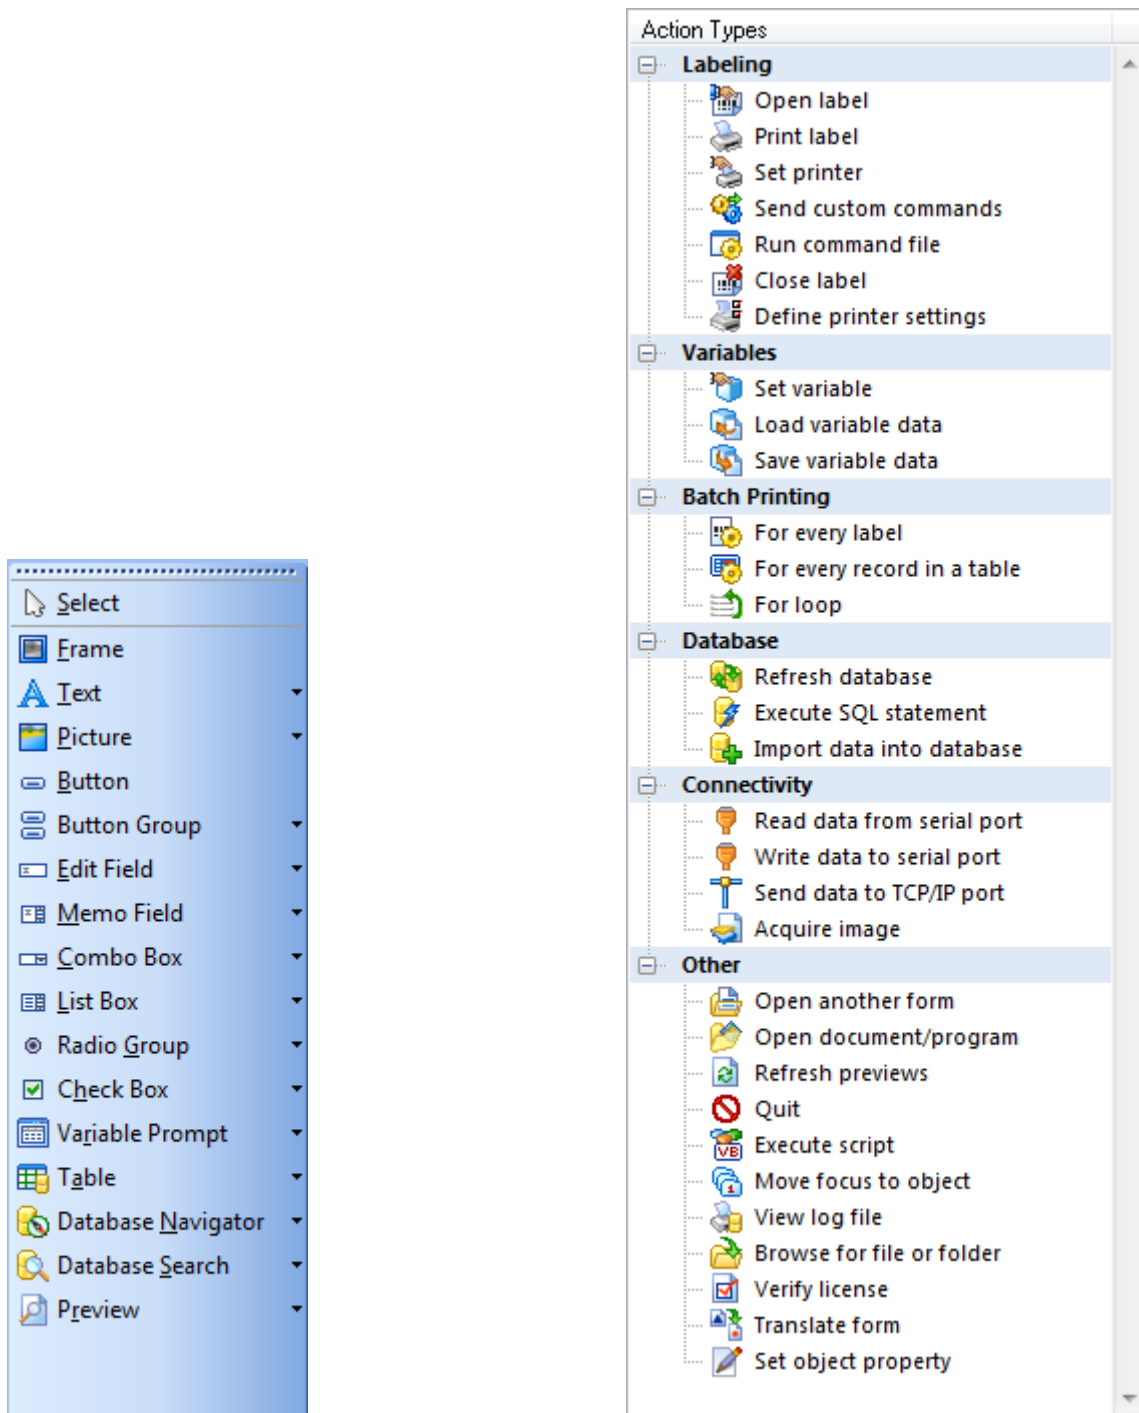 Select
Frame
Text
Picture
Button
Button Group
Edit Field
Memo Field
Combo Box
List Box
Radio Group
Check Box
Variable Prompt
Table
Database Navigator
Database Search
Preview
Action Types
Labeling
Open label
Print label
Set printer
Send custom commands
Run command file
Close label
Define printer settings
Variables
Set variable
Load variable data
Save variable data
Batch Printing
For every label
For every record in a table
For loop
Database
Refresh database
Execute SQL statement
Import data into database
Connectivity
Read data from serial port
Write data to serial port
Send data to TCP/IP port
Acquire image
Other
Open another form
Open document/program
Refresh previews
Quit
Execute script
Move focus to object
View log file
Browse for file or folder
Verify license
Translate form
Set object property